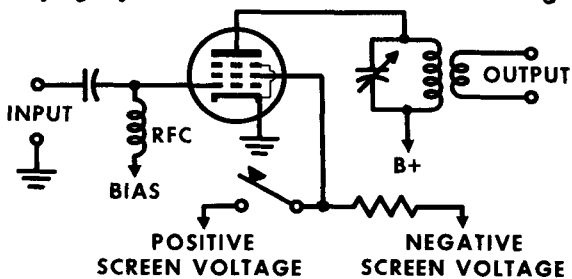 INPUT
RFC
BIAS
OUTPUT
B+
POSITIVE
SCREEN VOLTAGE
NEGATIVE
SCREEN VOLTAGE